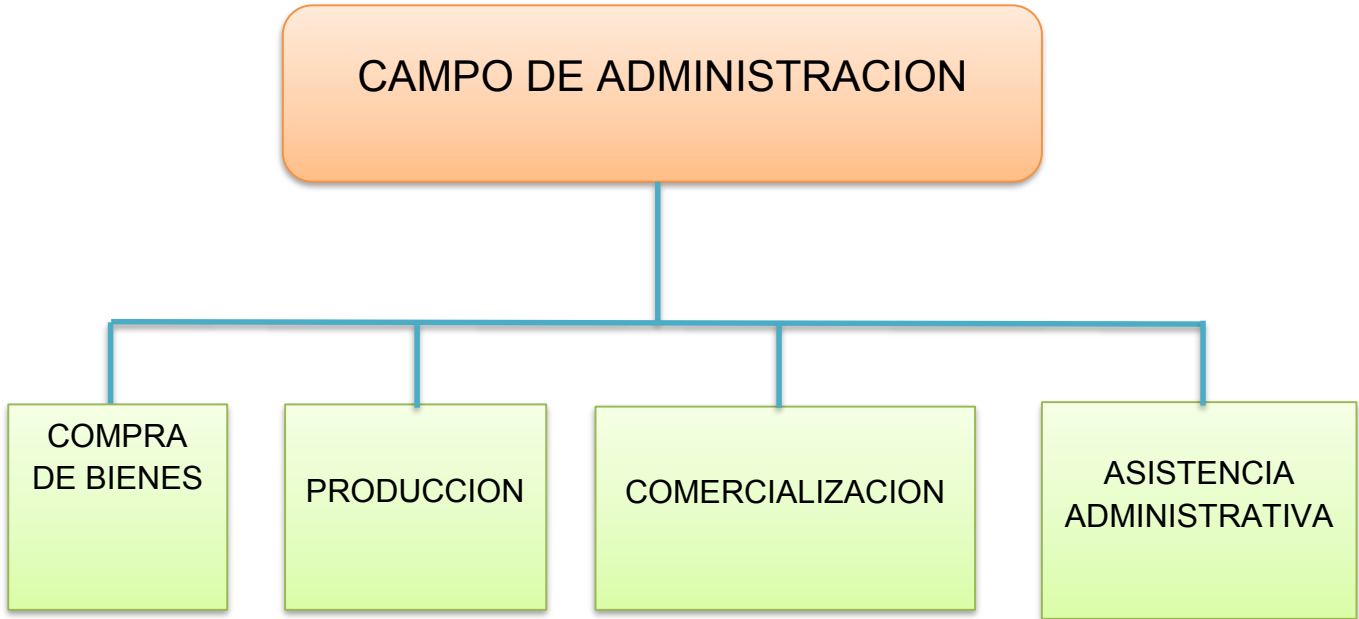 CAMPO DE ADMINISTRACION
COMPRA
DE BIENES
PRODUCCION
COMERCIALIZACION
ASISTENCIA
ADMINISTRATIVA